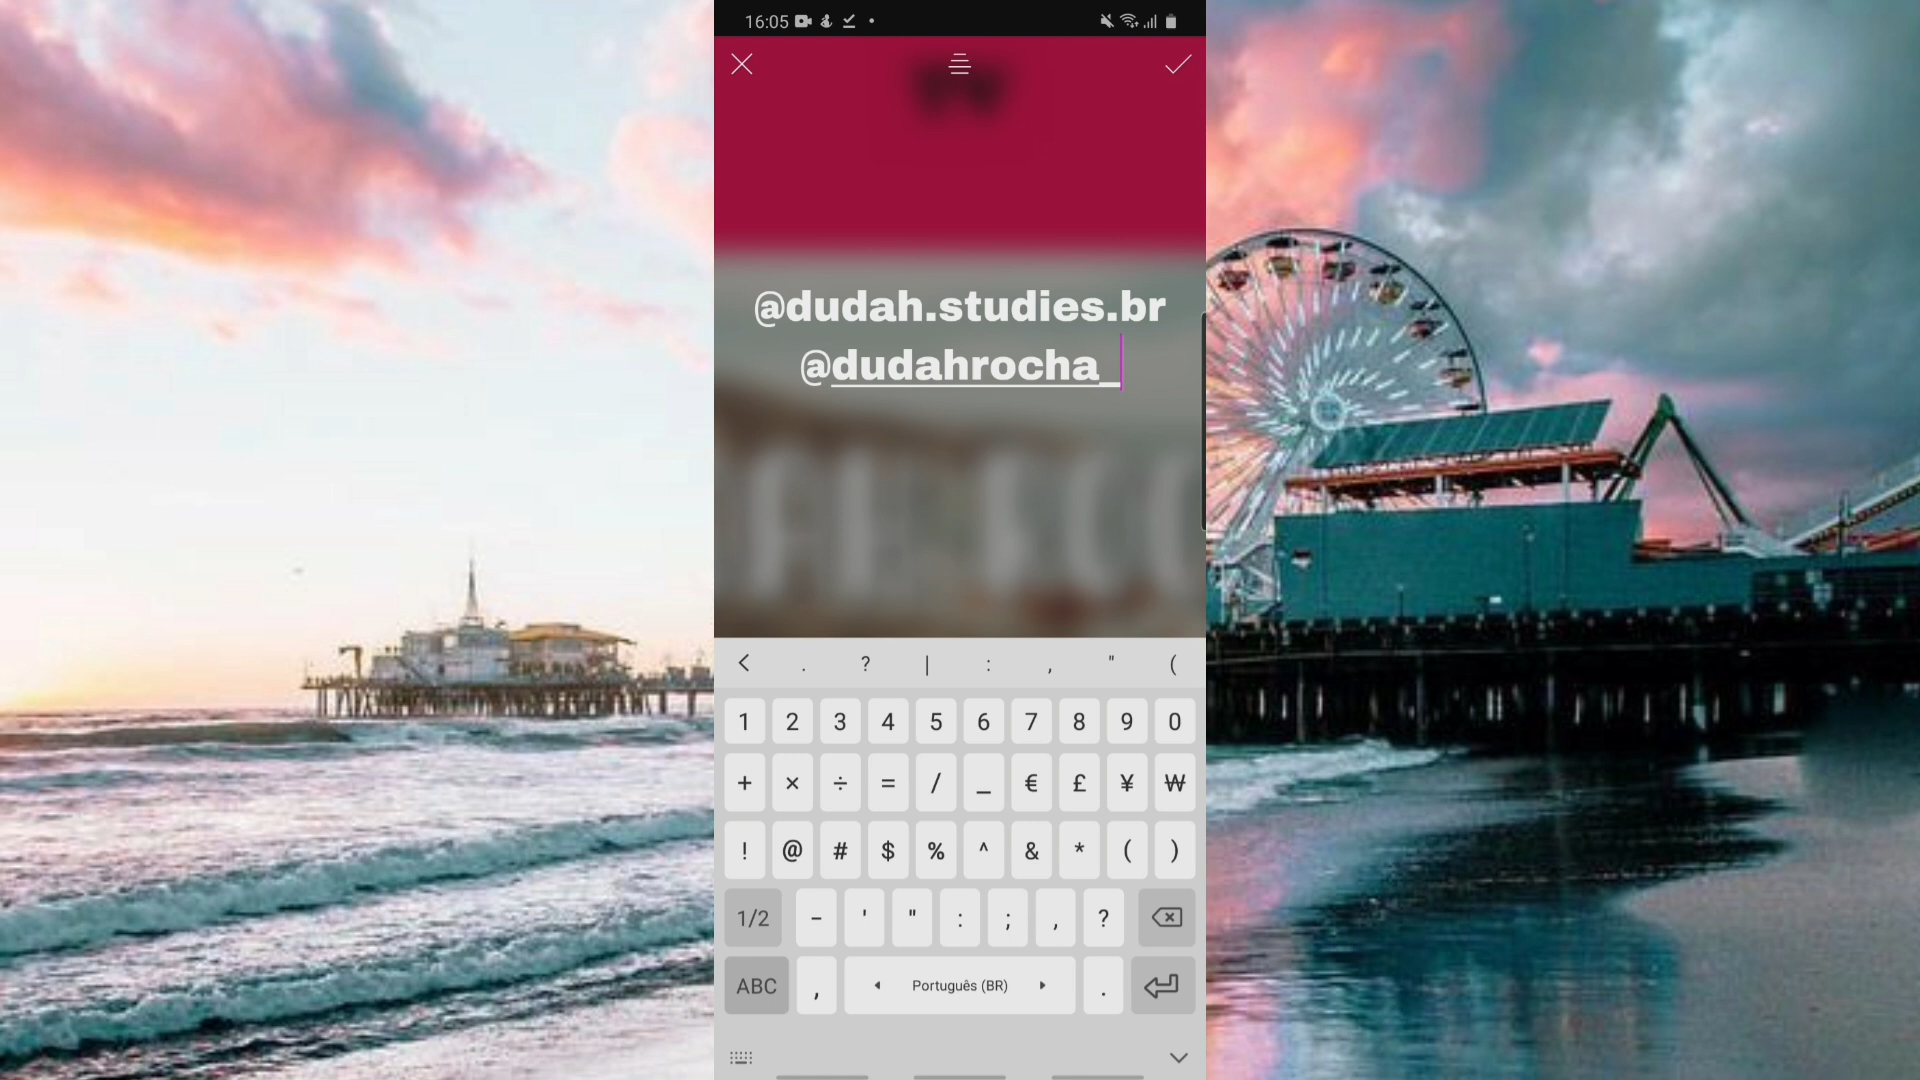 16:05
@dudah.studies.br
@dudahrocha_
. ? | : , " (
1 2 3 4 5 6 7 8 9 0
+ × ÷ = / _ € £ ¥ ₩
! @ # $ % ^ & * ( )
1/2 - ' " : ; , ?
ABC , Português (BR) .